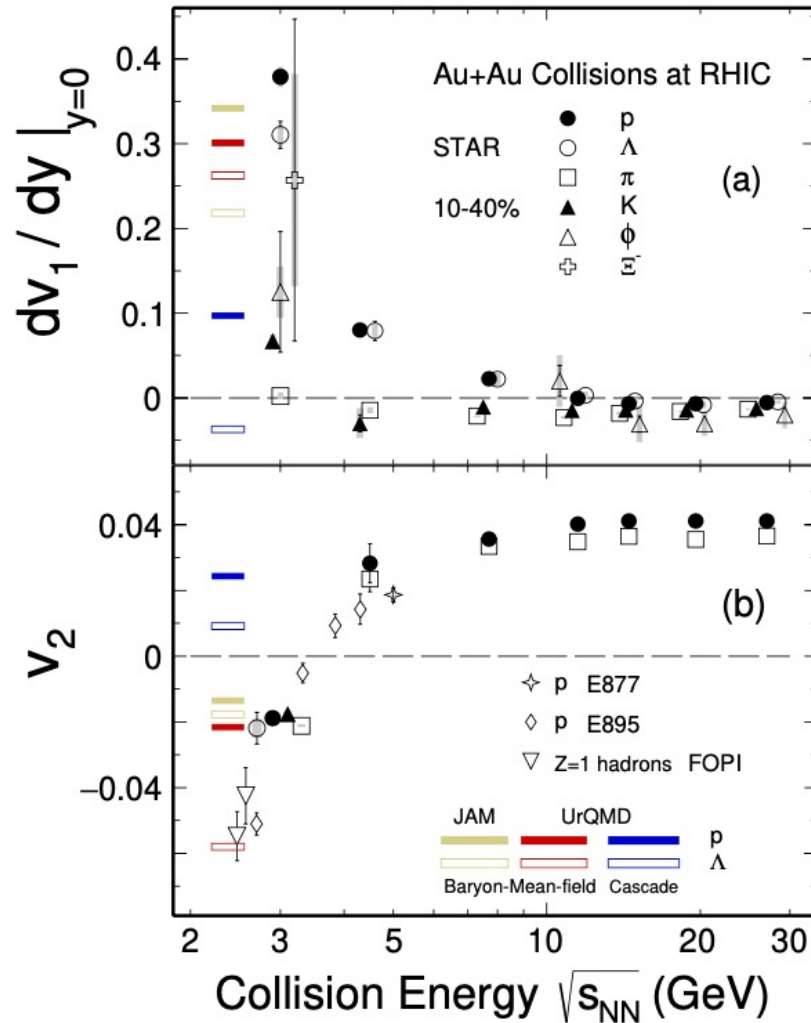 dv₁ / dy |y=0
0.4
0.3
0.2
0.1
0
Au+Au Collisions at RHIC
p
STAR
Λ
π
(a)
10-40%
K
ϕ
Ξ⁻
v₂
0.04
0
−0.04
(b)
p E877
p E895
Z=1 hadrons FOPI
JAM UrQMD
p
Λ
Baryon-Mean-field Cascade
2 3 4 5 10 20 30
Collision Energy √sNN (GeV)